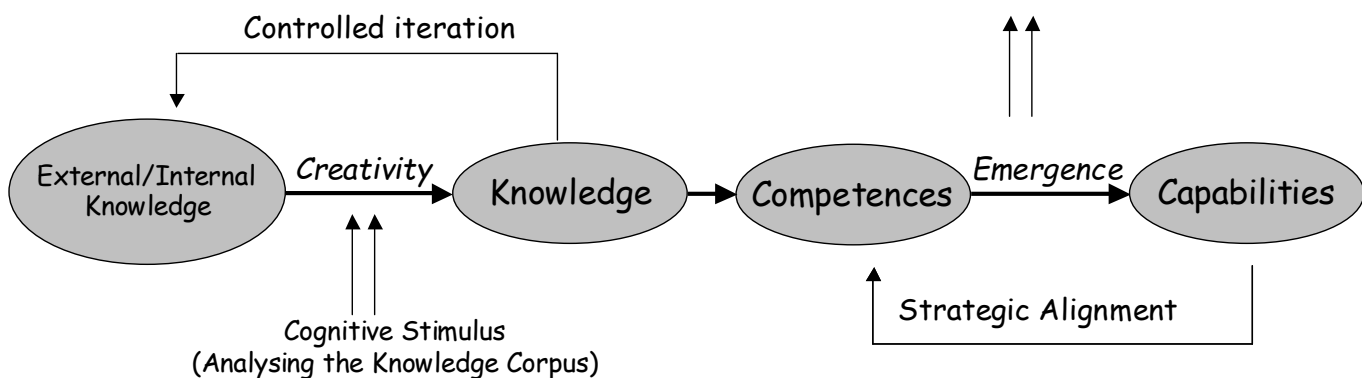 Controlled iteration
External/Internal
Knowledge
Creativity
Knowledge
Competences
Emergence
Capabilities
Strategic Alignment
Cognitive Stimulus
(Analysing the Knowledge Corpus)